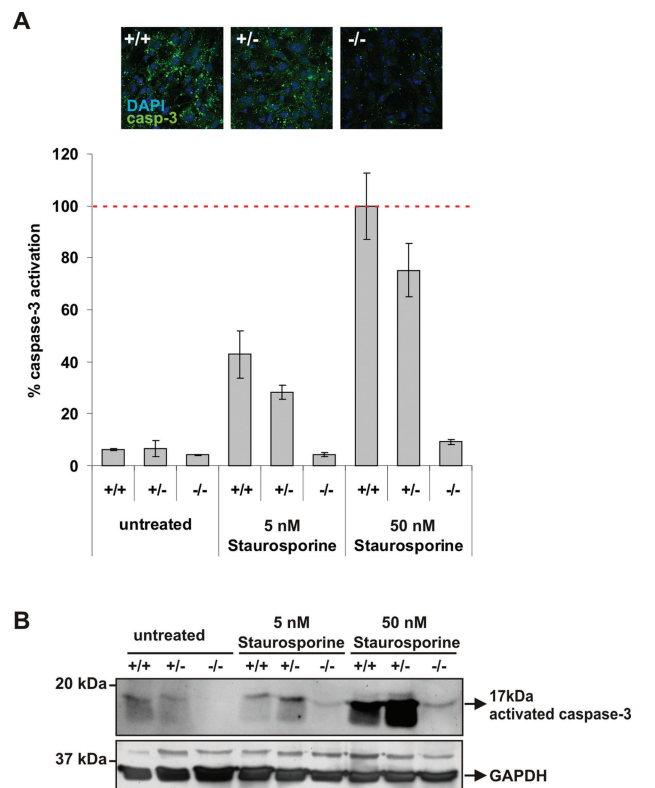 A
+/+ +/- -/-
DAPI
casp-3
120
100
80
60
40
20
0
% caspase-3 activation
+/+ +/- -/- +/+ +/- -/- +/+ +/- -/-
untreated 5 nM Staurosporine 50 nM Staurosporine
B
untreated 5 nM Staurosporine 50 nM Staurosporine
+/+ +/- -/- +/+ +/- -/- +/+ +/- -/-
20 kDa
17kDa
activated caspase-3
37 kDa
GAPDH